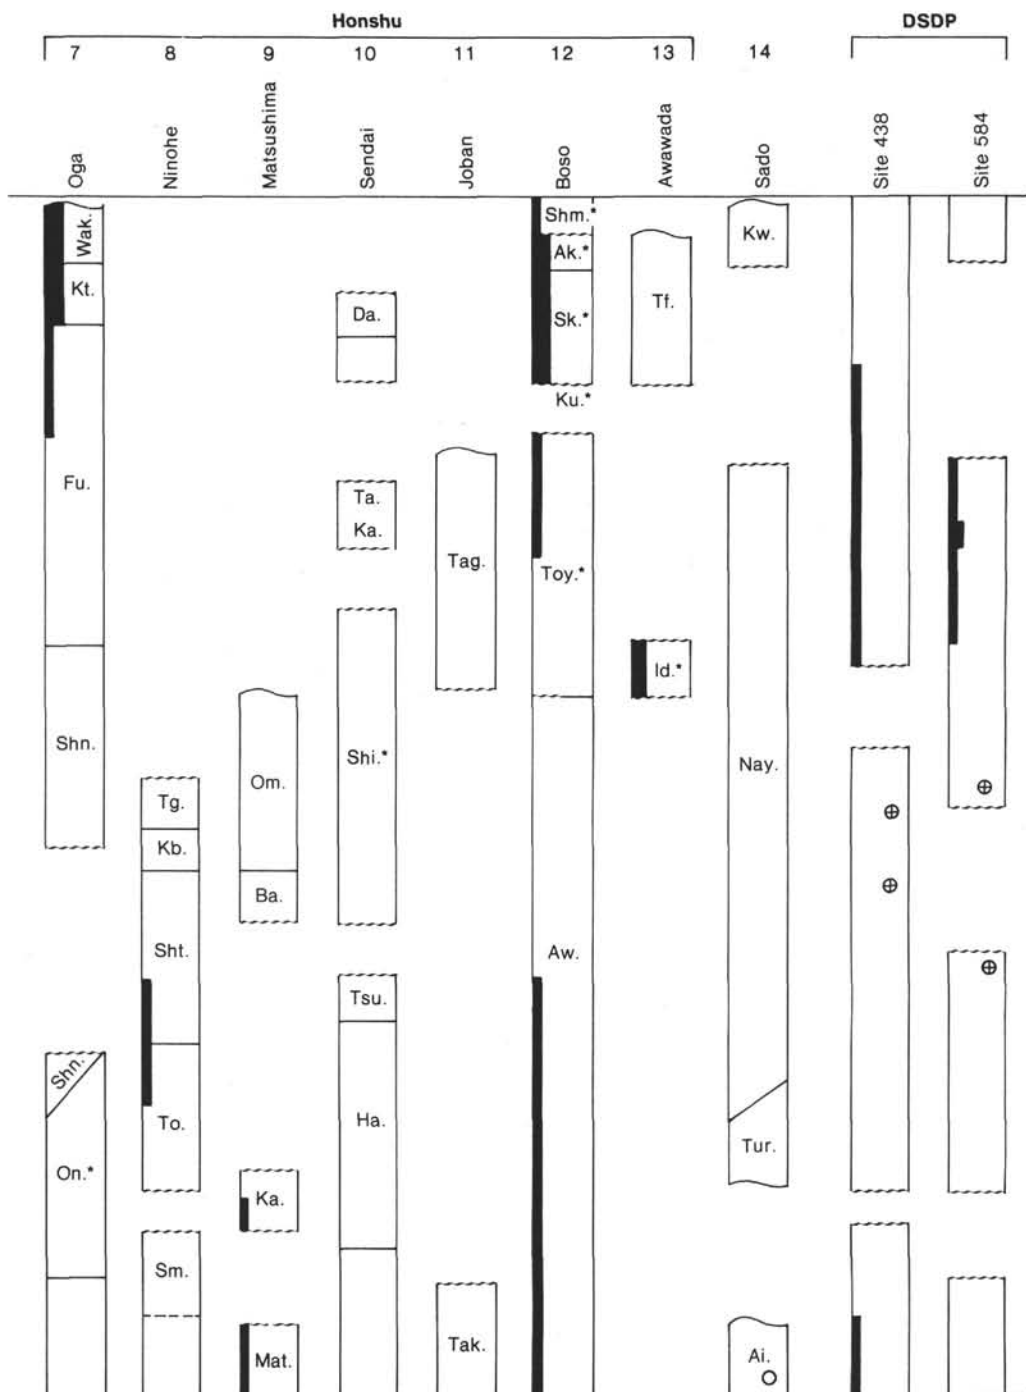 Honshu
DSDP
7 8 9 10 11 12 13 14
Oga
Ninohe
Matsushima
Sendai
Joban
Boso
Awawada
Sado
Site 438
Site 584
Wak.
Kt.
Fu.
Shn.
Shn.
On.*
Tg.
Kb.
Sht.
To.
Sm.
Om.
Ba.
Ka.
Mat.
Da.
Ta.
Ka.
Shi.*
Tsu.
Ha.
Tag.
Tak.
Shm.*
Ak.*
Sk.*
Ku.*
Toy.*
Aw.
Tf.
Id.*
Kw.
Nay.
Tur.
Ai.